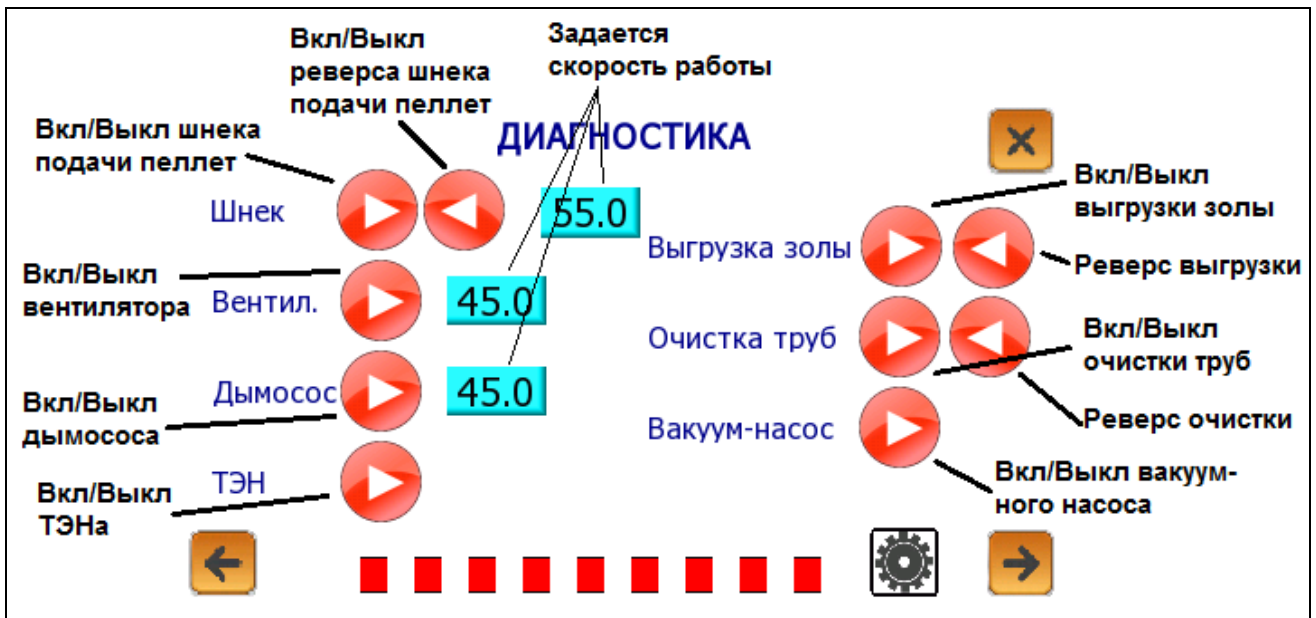 Вкл/Выкл
реверса шнека
подачи пеллет
Задается
скорость работы
Вкл/Выкл шнека
подачи пеллет
ДИАГНОСТИКА
Шнек
55.0
Вкл/Выкл
выгрузки золы
Выгрузка золы
Реверс выгрузки
Вкл/Выкл
вентилятора
Вентил.
45.0
Очистка труб
Вкл/Выкл
очистки труб
Дымосос
45.0
Вкл/Выкл
дымососа
Реверс очистки
Вакуум-насос
ТЭН
Вкл/Выкл
ТЭНа
Вкл/Выкл вакуум-
ного насоса